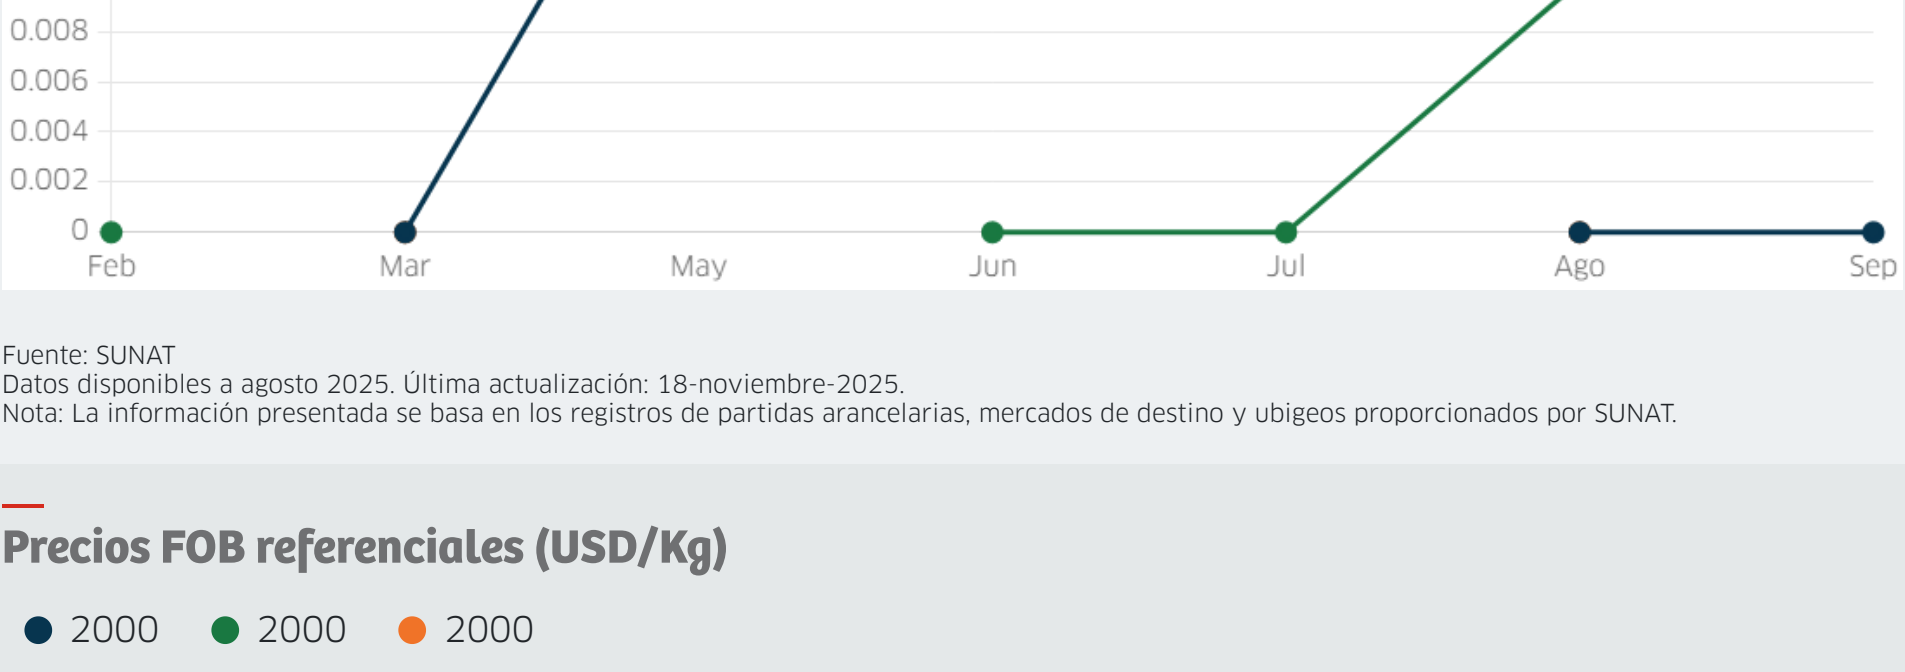 0.008
0.006
0.004
0.002
0
Feb Mar May Jun Jul Ago Sep
Fuente: SUNAT
Datos disponibles a agosto 2025. Última actualización: 18-noviembre-2025.
Nota: La información presentada se basa en los registros de partidas arancelarias, mercados de destino y ubigeos proporcionados por SUNAT.
Precios FOB referenciales (USD/Kg)
2000 2000 2000